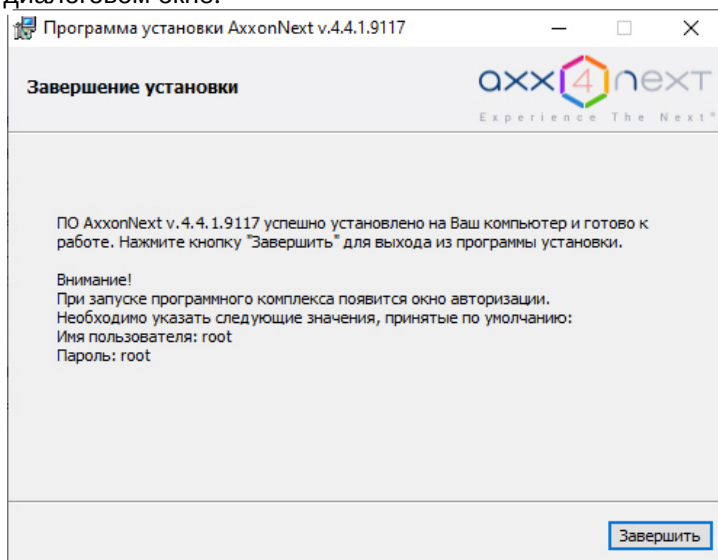 диалоговом окне.
Программа установки AxxonNext v.4.4.1.9117
Завершение установки
axx4next
Experience The Next®
ПО AxxonNext v.4.4.1.9117 успешно установлено на Ваш компьютер и готово к
работе. Нажмите кнопку "Завершить" для выхода из программы установки.
Внимание!
При запуске программного комплекса появится окно авторизации.
Необходимо указать следующие значения, принятые по умолчанию:
Имя пользователя: root
Пароль: root
Завершить